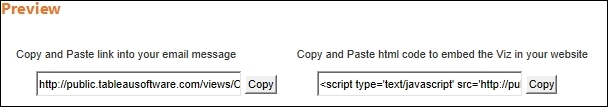 Preview
Copy and Paste link into your email message
http://public.tableausoftware.com/views/C Copy
Copy and Paste html code to embed the Viz in your website
<script type='text/javascript' src='http://pu Copy